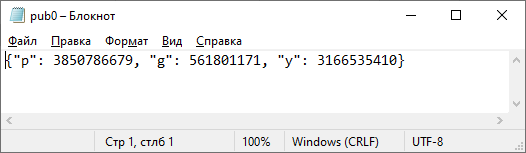 pub0 – Блокнот
Файл Правка Формат Вид Справка
{"p": 3850786679, "g": 561801171, "y": 3166535410}
Стр 1, стлб 1 100% Windows (CRLF) UTF-8